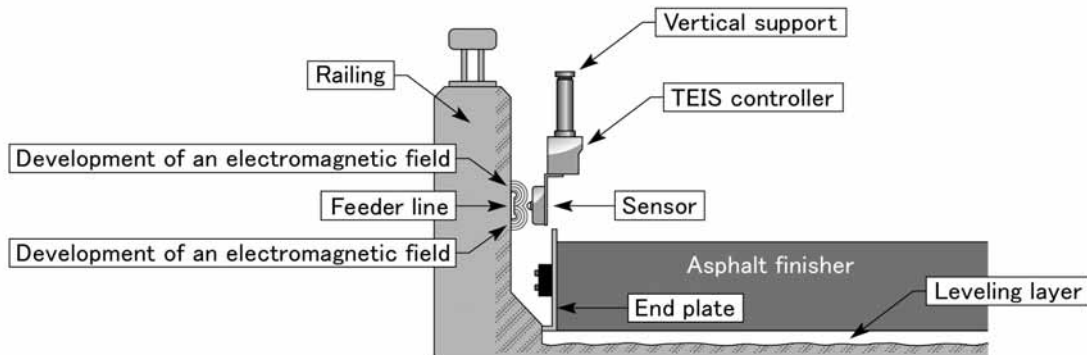 Vertical support
Railing
TEIS controller
Development of an electromagnetic field
Feeder line
Sensor
Development of an electromagnetic field
Asphalt finisher
Leveling layer
End plate